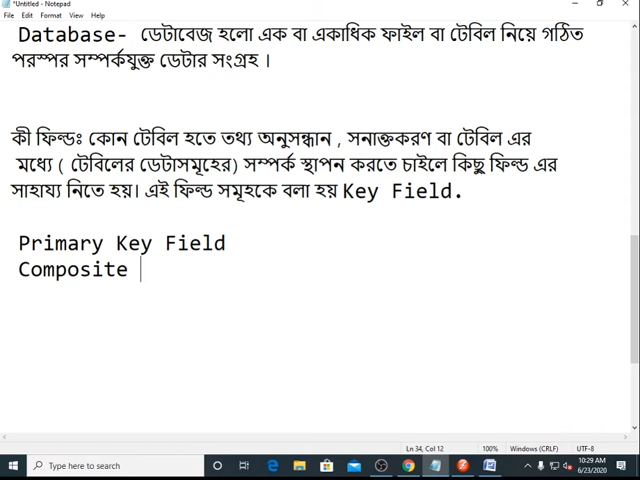 *Untitled - Notepad
File Edit Format View Help
Database- ডেটাবেজ হলো এক বা একাধিক ফাইল বা টেবিল নিয়ে গঠিত
পরস্পর সম্পর্কযুক্ত ডেটার সংগ্রহ ।
কী ফিল্ডঃ কোন টেবিল হতে তথ্য অনুসন্ধান , সনাক্তকরণ বা টেবিল এর
মধ্যে ( টেবিলের ডেটাসমূহের) সম্পর্ক স্থাপন করতে চাইলে কিছু ফিল্ড এর
সাহায্য নিতে হয়। এই ফিল্ড সমূহকে বলা হয় Key Field.
Primary Key Field
Composite
Ln 34, Col 12 100% Windows (CRLF) UTF-8
Type here to search
10:29 AM
6/23/2020